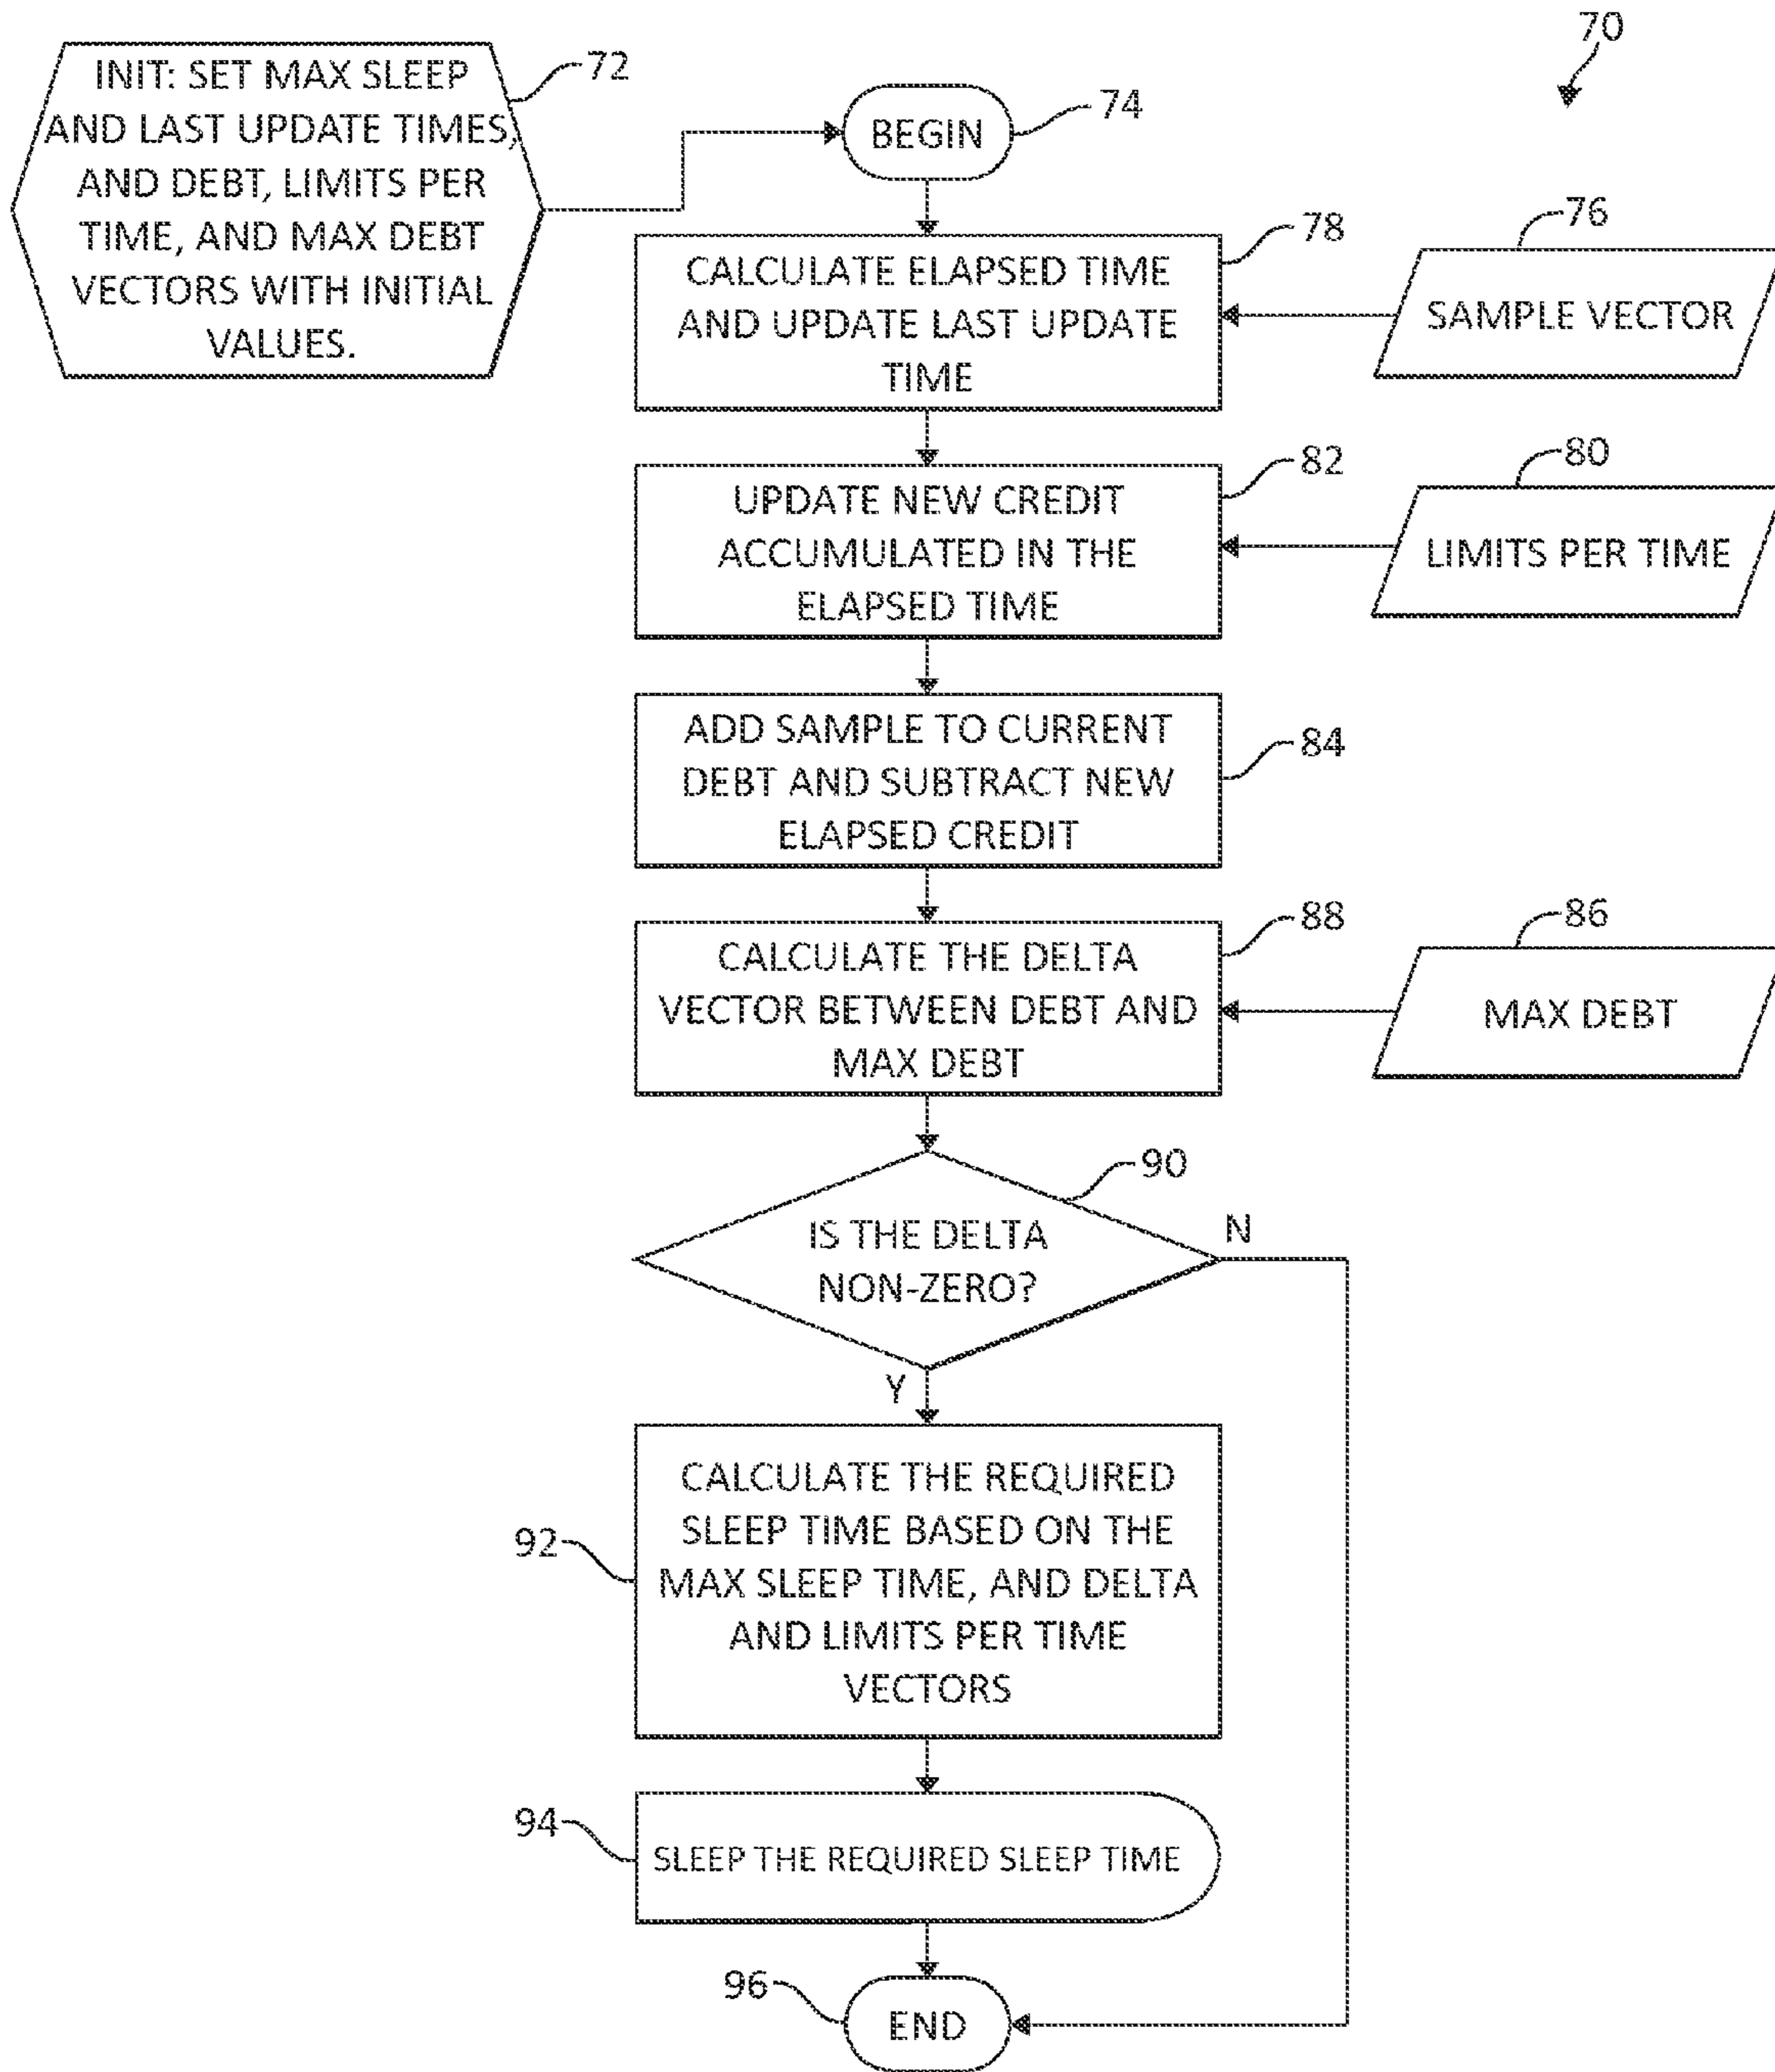 70
INIT: SET MAX SLEEP
AND LAST UPDATE TIMES,
AND DEBT, LIMITS PER
TIME, AND MAX DEBT
VECTORS WITH INITIAL
VALUES.
72
BEGIN
74
CALCULATE ELAPSED TIME
AND UPDATE LAST UPDATE
TIME
78
76
SAMPLE VECTOR
UPDATE NEW CREDIT
ACCUMULATED IN THE
ELAPSED TIME
82
80
LIMITS PER TIME
ADD SAMPLE TO CURRENT
DEBT AND SUBTRACT NEW
ELAPSED CREDIT
84
CALCULATE THE DELTA
VECTOR BETWEEN DEBT AND
MAX DEBT
88
86
MAX DEBT
IS THE DELTA
NON-ZERO?
90
N
Y
92
CALCULATE THE REQUIRED
SLEEP TIME BASED ON THE
MAX SLEEP TIME, AND DELTA
AND LIMITS PER TIME
VECTORS
94
SLEEP THE REQUIRED SLEEP TIME
96
END